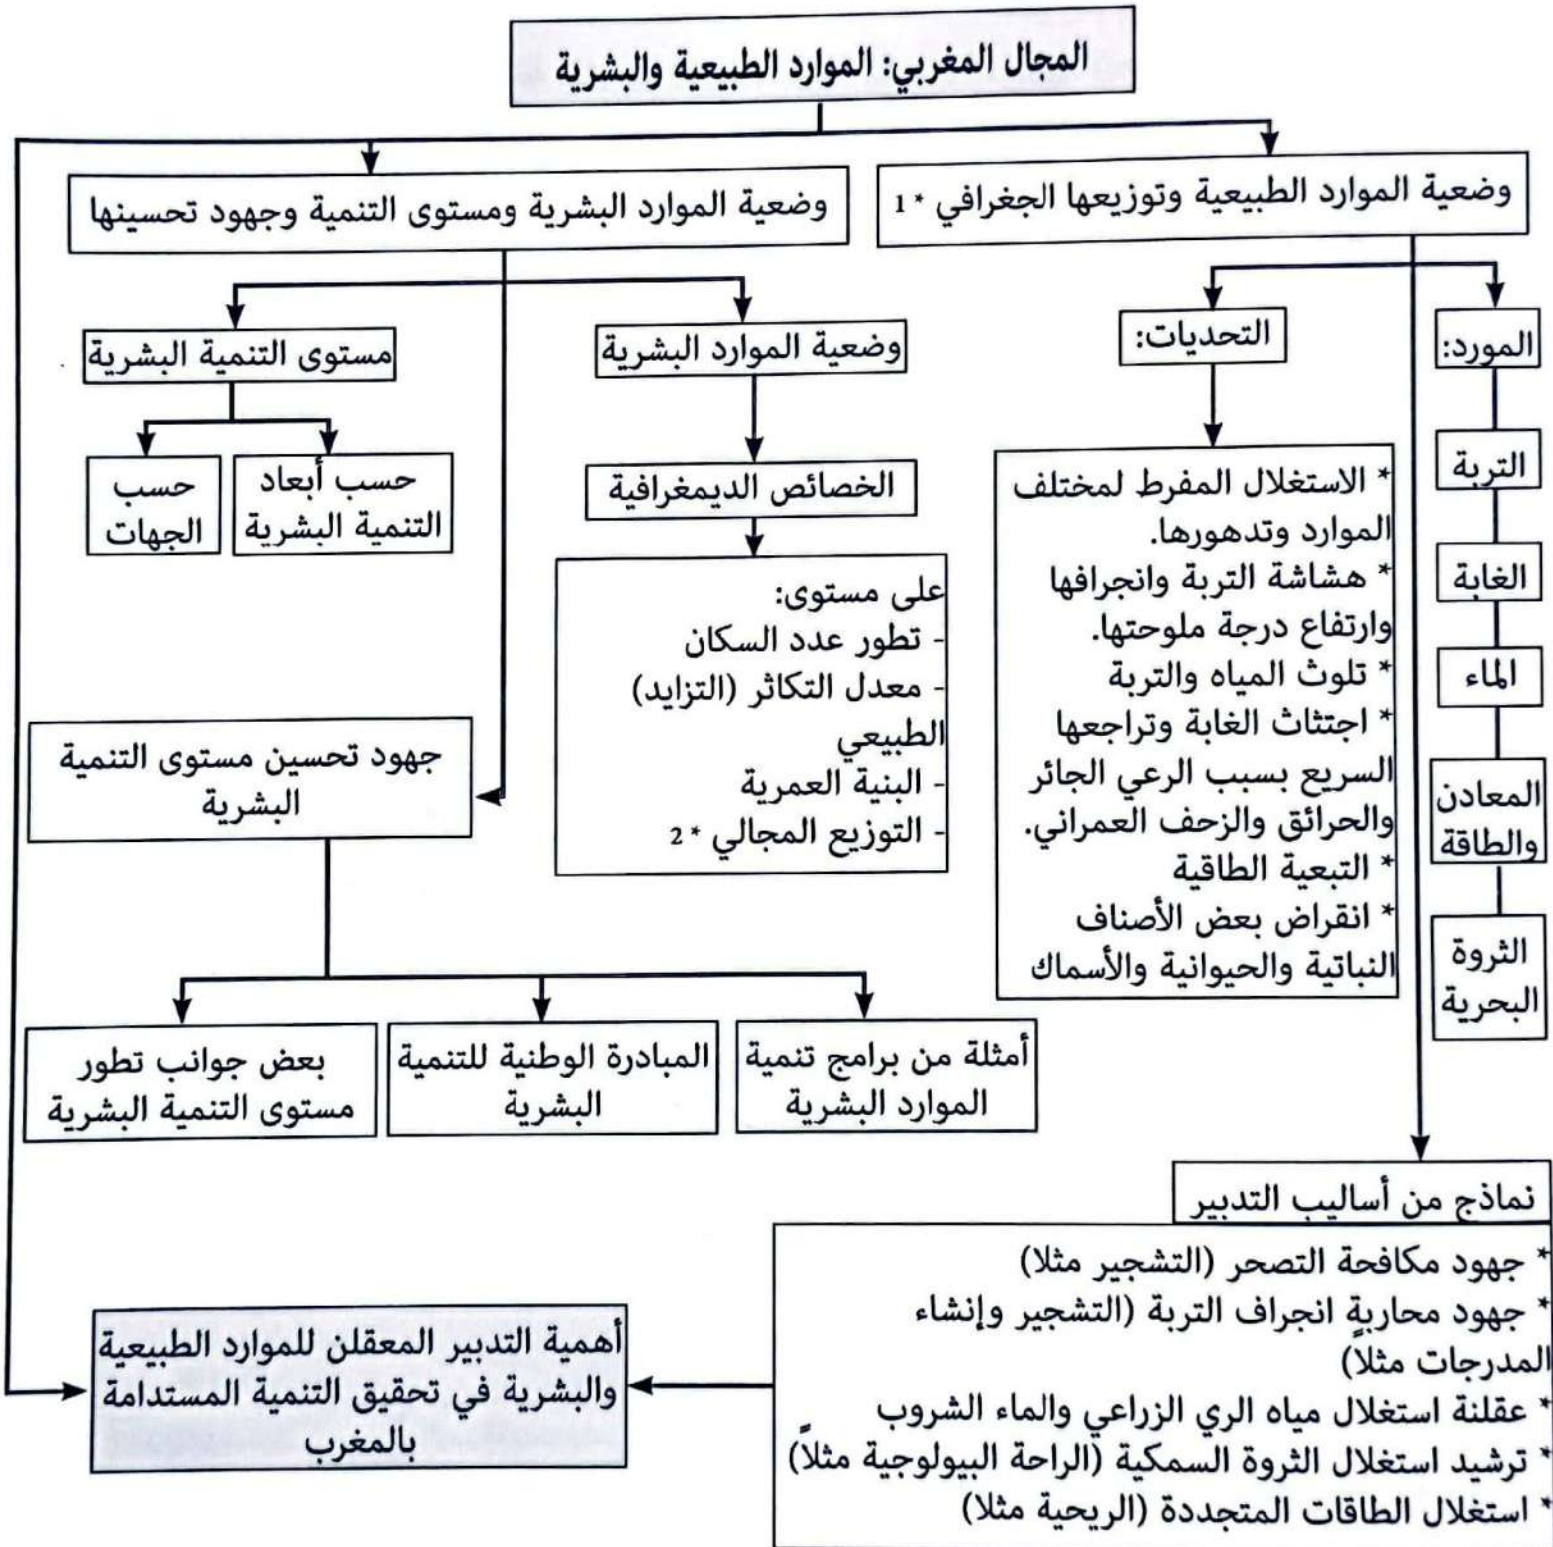 المجال المغربي: الموارد الطبيعية والبشرية
وضعية الموارد الطبيعية وتوزيعها الجغرافي * 1
وضعية الموارد البشرية ومستوى التنمية وجهود تحسينها
المورد:
التربة
الغابة
الماء
المعادن
والطاقة
الثروة
البحرية
التحديات:
* الاستغلال المفرط لمختلف
الموارد وتدهورها.
* هشاشة التربة وانجرافها
وارتفاع درجة ملوحتها.
* تلوث المياه والتربة
* اجتثاث الغابة وتراجعها
السريع بسبب الرعي الجائر
والحرائق والزحف العمراني.
* التبعية الطاقية
* انقراض بعض الأصناف
النباتية والحيوانية والأسماك
وضعية الموارد البشرية
الخصائص الديمغرافية
على مستوى:
- تطور عدد السكان
- معدل التكاثر (التزايد)
الطبيعي
- البنية العمرية
- التوزيع المجالي * 2
مستوى التنمية البشرية
حسب أبعاد
التنمية البشرية
حسب
الجهات
جهود تحسين مستوى التنمية
البشرية
أمثلة من برامج تنمية
الموارد البشرية
المبادرة الوطنية للتنمية
البشرية
بعض جوانب تطور
مستوى التنمية البشرية
نماذج من أساليب التدبير
* جهود مكافحة التصحر (التشجير مثلا)
* جهود محاربة انجراف التربة (التشجير وإنشاء
المدرجات مثلاً)
* عقلنة استغلال مياه الري الزراعي والماء الشروب
* ترشيد استغلال الثروة السمكية (الراحة البيولوجية مثلاً)
* استغلال الطاقات المتجددة (الريحية مثلا)
أهمية التدبير المعقلن للموارد الطبيعية
والبشرية في تحقيق التنمية المستدامة
بالمغرب